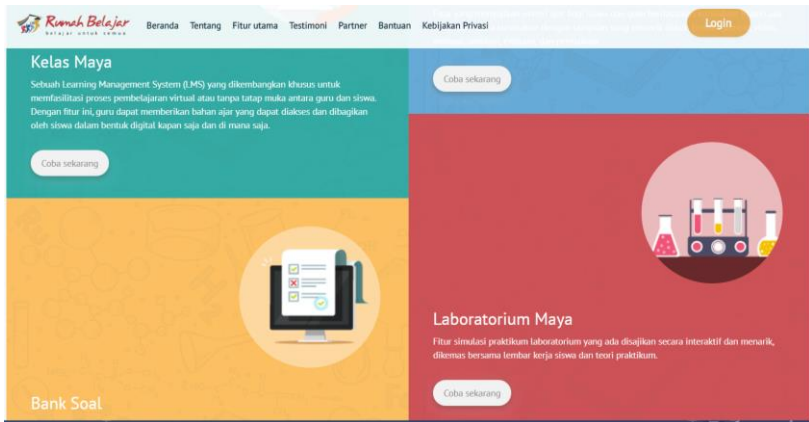 Rumah Belajar
belajar untuk semua
Beranda Tentang Fitur utama Testimoni Partner Bantuan Kebijakan Privasi
Login
Kelas Maya
Sebuah Learning Management System (LMS) yang dikembangkan khusus untuk
memfasilitasi proses pembelajaran virtual atau tanpa tatap muka antara guru dan siswa.
Dengan fitur ini, guru dapat memberikan bahan ajar yang dapat diakses dan dibagikan
oleh siswa dalam bentuk digital kapan saja dan di mana saja.
Coba sekarang
Coba sekarang
Laboratorium Maya
Fitur simulasi praktikum laboratorium yang ada disajikan secara interaktif dan menarik,
dikemas bersama lembar kerja siswa dan teori praktikum.
Coba sekarang
Bank Soal